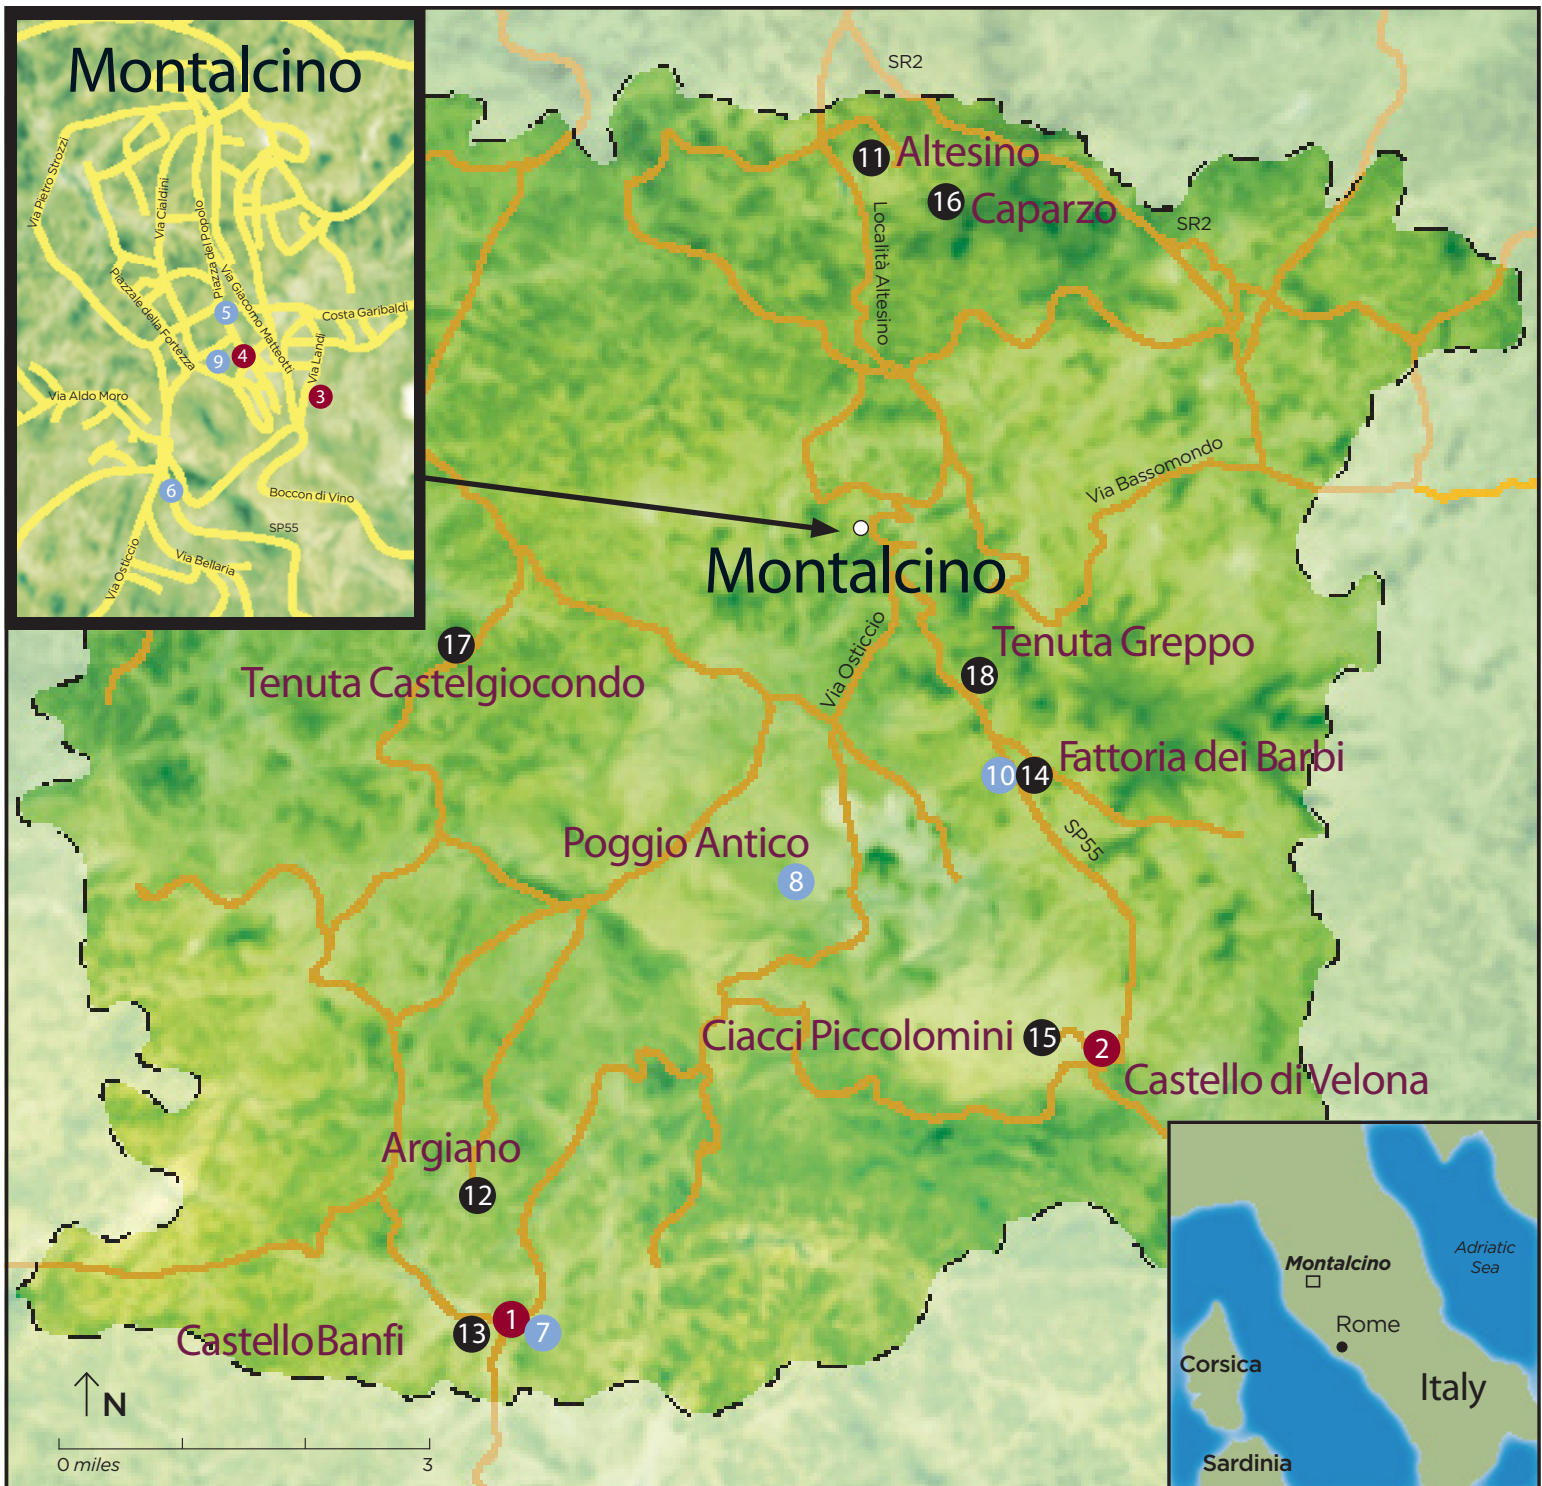 Montalcino
Via Pietro Strozzi
Via Cialdini
Piazza del Popolo
Via Giacomo Matteotti
Piazzale della Fortezza
Costa Garibaldi
Via Landi
5
9
4
3
Via Aldo Moro
6
Boccon di Vino
SP55
Via Bellaria
Via Osticcio
SR2
11 Altesino
16 Caparzo
Località Altesino
SR2
Via Bassomondo
Montalcino
17
Tenuta Castelgiocondo
Via Osticcio
Tenuta Greppo
18
Fattoria dei Barbi
10 14
SP55
Poggio Antico
8
Ciacci Piccolomini 15
2
Castello di Velona
Argiano
12
Castello Banfi
13 1 7
N
0 miles 3
Adriatic
Sea
Montalcino
Rome
Corsica
Italy
Sardinia